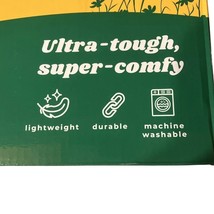 Ultra-tough,
super-comfy
lightweight durable machine
washable